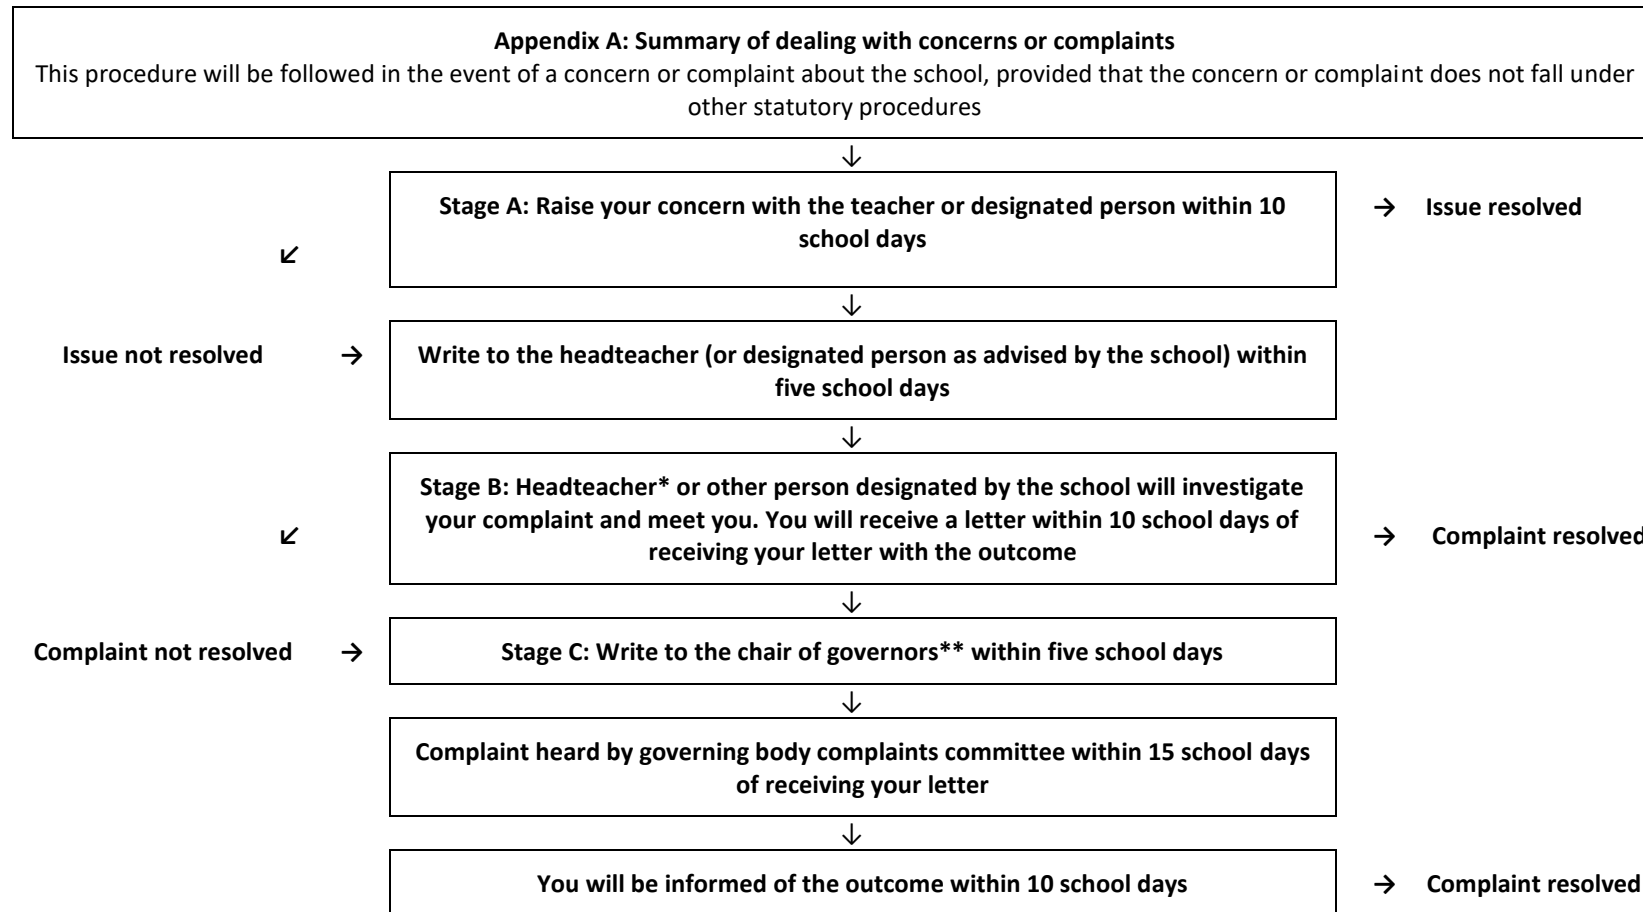 Appendix A: Summary of dealing with concerns or complaints
This procedure will be followed in the event of a concern or complaint about the school, provided that the concern or complaint does not fall under
other statutory procedures
↓
Stage A: Raise your concern with the teacher or designated person within 10
school days
→ Issue resolved
↙
↓
Issue not resolved →
Write to the headteacher (or designated person as advised by the school) within
five school days
↓
Stage B: Headteacher* or other person designated by the school will investigate
your complaint and meet you. You will receive a letter within 10 school days of
receiving your letter with the outcome
↙
→ Complaint resolved
↓
Complaint not resolved →
Stage C: Write to the chair of governors** within five school days
↓
Complaint heard by governing body complaints committee within 15 school days
of receiving your letter
↓
You will be informed of the outcome within 10 school days
→ Complaint resolved